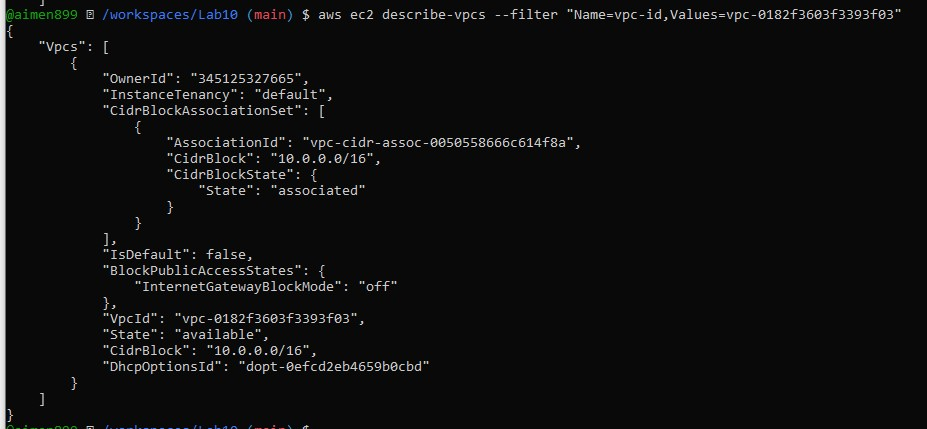 ]
@aimen899 /workspaces/Lab10 (main) $ aws ec2 describe-vpcs --filter "Name=vpc-id,Values=vpc-0182f3603f3393f03"
{
    "Vpcs": [
        {
            "OwnerId": "345125327665",
            "InstanceTenancy": "default",
            "CidrBlockAssociationSet": [
                {
                    "AssociationId": "vpc-cidr-assoc-0050558666c614f8a",
                    "CidrBlock": "10.0.0.0/16",
                    "CidrBlockState": {
                        "State": "associated"
                    }
                }
            ],
            "IsDefault": false,
            "BlockPublicAccessStates": {
                "InternetGatewayBlockMode": "off"
            },
            "VpcId": "vpc-0182f3603f3393f03",
            "State": "available",
            "CidrBlock": "10.0.0.0/16",
            "DhcpOptionsId": "dopt-0efcd2eb4659b0cbd"
        }
    ]
}
@aimen899 /workspaces/Lab10 (main) $